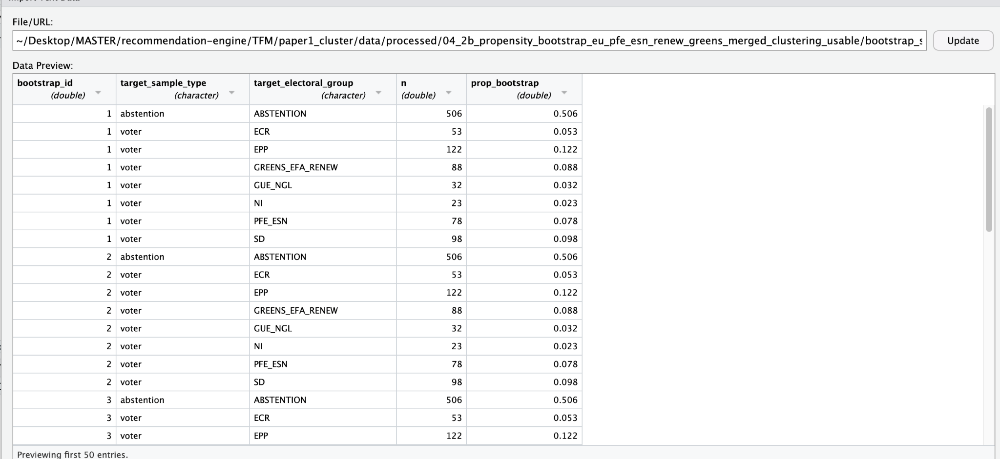 Import Text Data
File/URL:
~/Desktop/MASTER/recommendation-engine/TFM/paper1_cluster/data/processed/04_2b_propensity_bootstrap_eu_pfe_esn_renew_greens_merged_clustering_usable/bootstrap_s Update
Data Preview:
bootstrap_id target_sample_type target_electoral_group n prop_bootstrap
(double) (character) (character) (double) (double)
1 abstention ABSTENTION 506 0.506
1 voter ECR 53 0.053
1 voter EPP 122 0.122
1 voter GREENS_EFA_RENEW 88 0.088
1 voter GUE_NGL 32 0.032
1 voter NI 23 0.023
1 voter PFE_ESN 78 0.078
1 voter SD 98 0.098
2 abstention ABSTENTION 506 0.506
2 voter ECR 53 0.053
2 voter EPP 122 0.122
2 voter GREENS_EFA_RENEW 88 0.088
2 voter GUE_NGL 32 0.032
2 voter NI 23 0.023
2 voter PFE_ESN 78 0.078
2 voter SD 98 0.098
3 abstention ABSTENTION 506 0.506
3 voter ECR 53 0.053
3 voter EPP 122 0.122
Previewing first 50 entries.